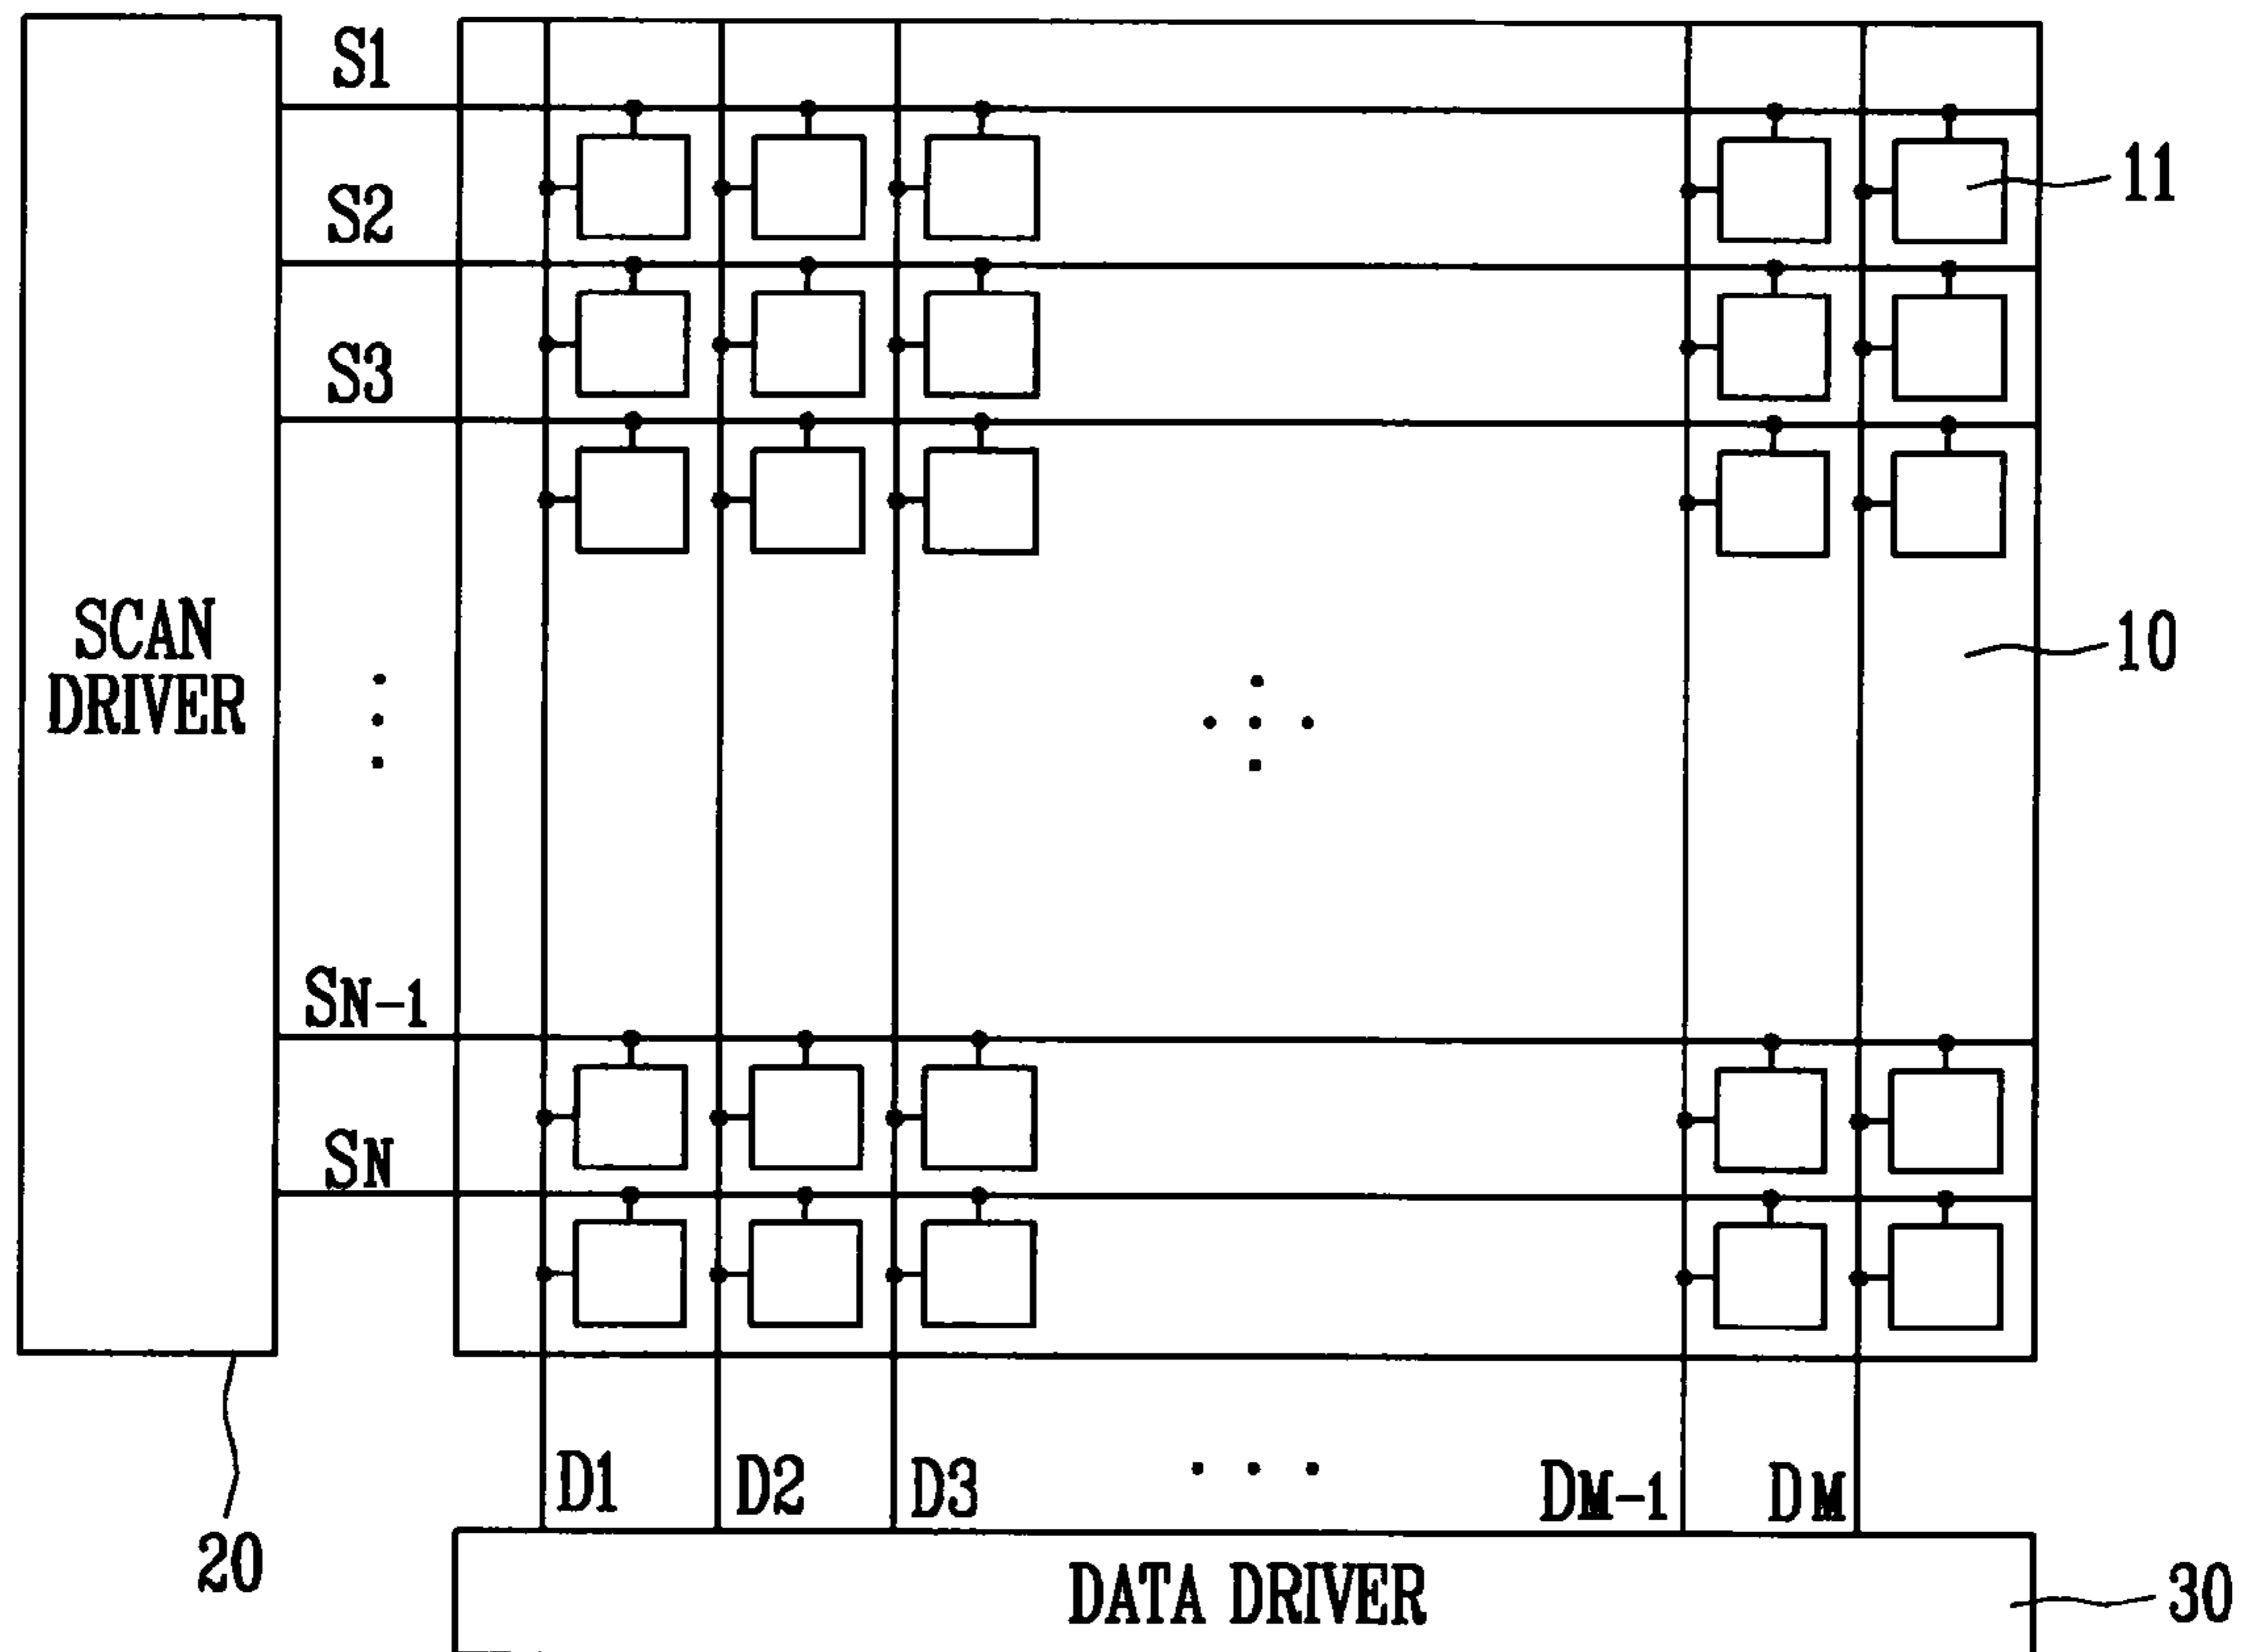 S1
S2
11
S3
SCAN
DRIVER
10
SN-1
SN
D1
D2
D3
DM-1
DM
20
DATA DRIVER
30